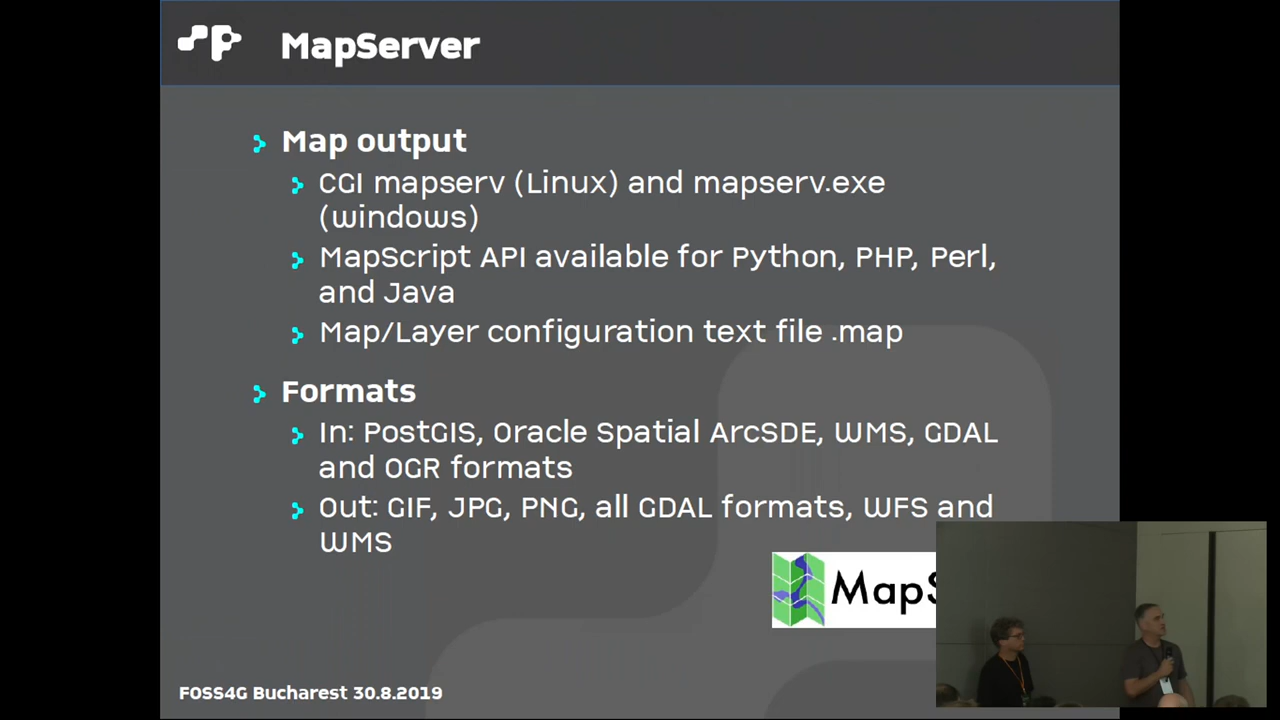 MapServer
Map output
CGI mapserv (Linux) and mapserv.exe
(windows)
MapScript API available for Python, PHP, Perl,
and Java
Map/Layer configuration text file .map
Formats
In: PostGIS, Oracle Spatial ArcSDE, WMS, GDAL
and OGR formats
Out: GIF, JPG, PNG, all GDAL formats, WFS and
WMS
MapS
FOSS4G Bucharest 30.8.2019